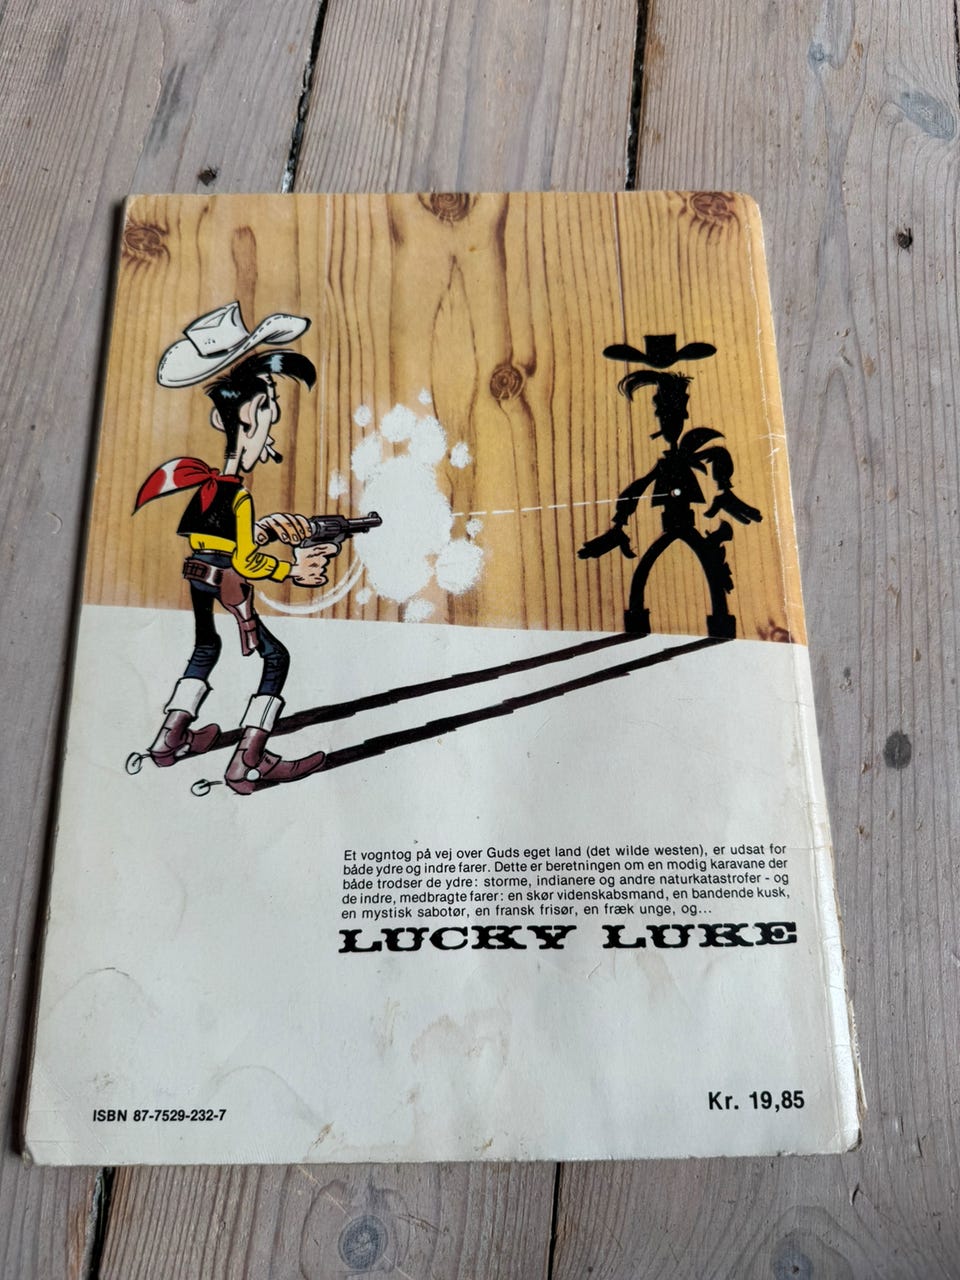 Et vogntog på vej over Guds eget land (det wilde westen), er udsat for
både ydre og indre farer. Dette er beretningen om en modig karavane der
både trodser de ydre: storme, indianere og andre naturkatastrofer - og
de indre, medbragte farer: en skør videnskabsmand, en bandende kusk,
en mystisk sabotør, en fransk frisør, en fræk unge, og...
LUCKY LUKE
Kr. 19,85
ISBN 87-7529-232-7